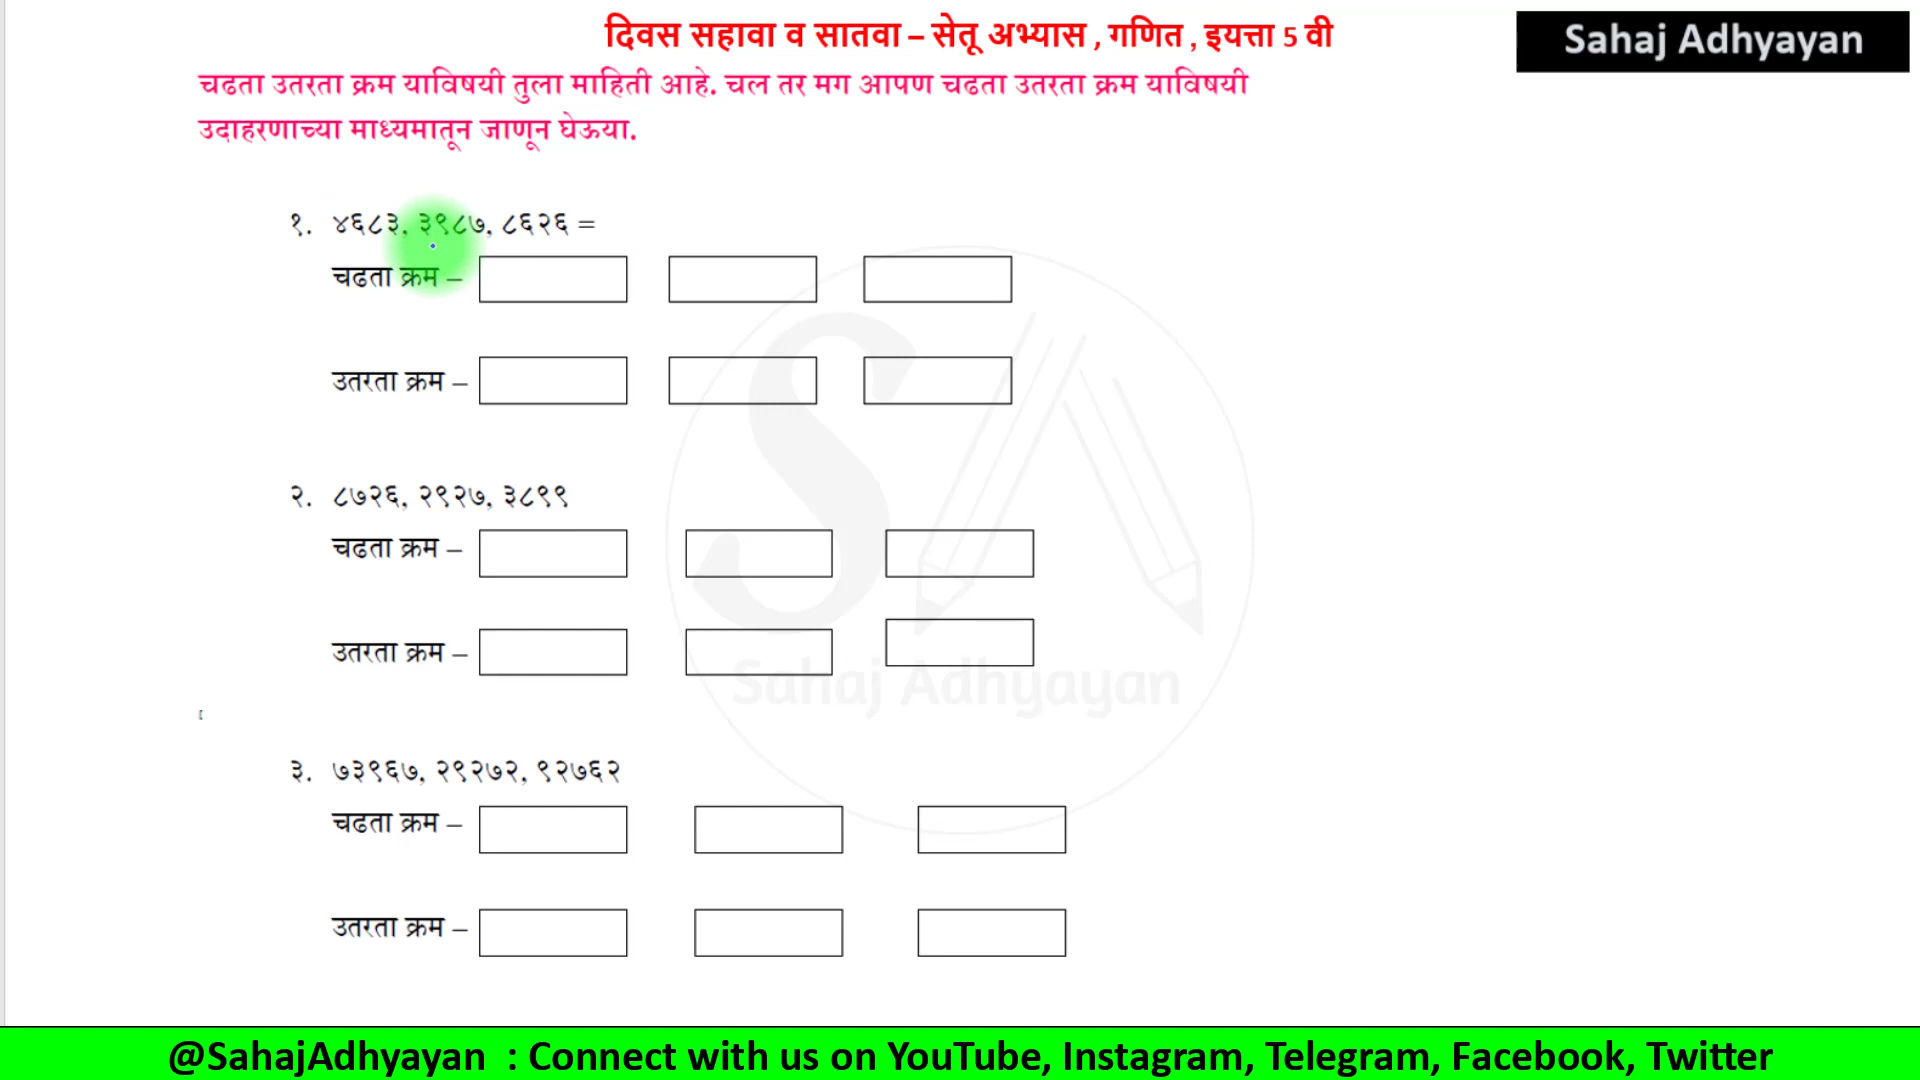 दिवस सहावा व सातवा – सेतू अभ्यास , गणित , इयत्ता 5 वी
Sahaj Adhyayan
चढता उतरता क्रम याविषयी तुला माहिती आहे. चल तर मग आपण चढता उतरता क्रम याविषयी
उदाहरणाच्या माध्यमातून जाणून घेऊया.
१. ४६८३, ३९८७, ८६२६ =
चढता क्रम –
उतरता क्रम –
२. ८७२६, २९२७, ३८९९
चढता क्रम –
उतरता क्रम –
Sahaj Adhyayan
३. ७३९६७, २९२७२, ९२७६२
चढता क्रम –
उतरता क्रम –
@SahajAdhyayan : Connect with us on YouTube, Instagram, Telegram, Facebook, Twitter